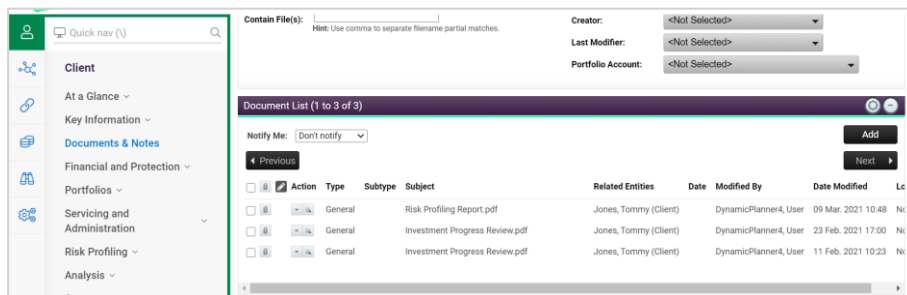 Quick nav (\)
Client
At a Glance
Key Information
Documents & Notes
Financial and Protection
Portfolios
Servicing and
Administration
Risk Profiling
Analysis
Contain File(s):
Hint: Use comma to separate filename partial matches.
Creator: <Not Selected>
Last Modifier: <Not Selected>
Portfolio Account: <Not Selected>
Document List (1 to 3 of 3)
Notify Me: Don't notify
Add
Previous
Next
Action Type Subtype Subject Related Entities Date Modified By Date Modified Lo
General Risk Profiling Report.pdf Jones, Tommy (Client) DynamicPlanner4, User 09 Mar. 2021 10:48 No
General Investment Progress Review.pdf Jones, Tommy (Client) DynamicPlanner4, User 23 Feb. 2021 17:00 No
General Investment Progress Review.pdf Jones, Tommy (Client) DynamicPlanner4, User 11 Feb. 2021 10:23 No